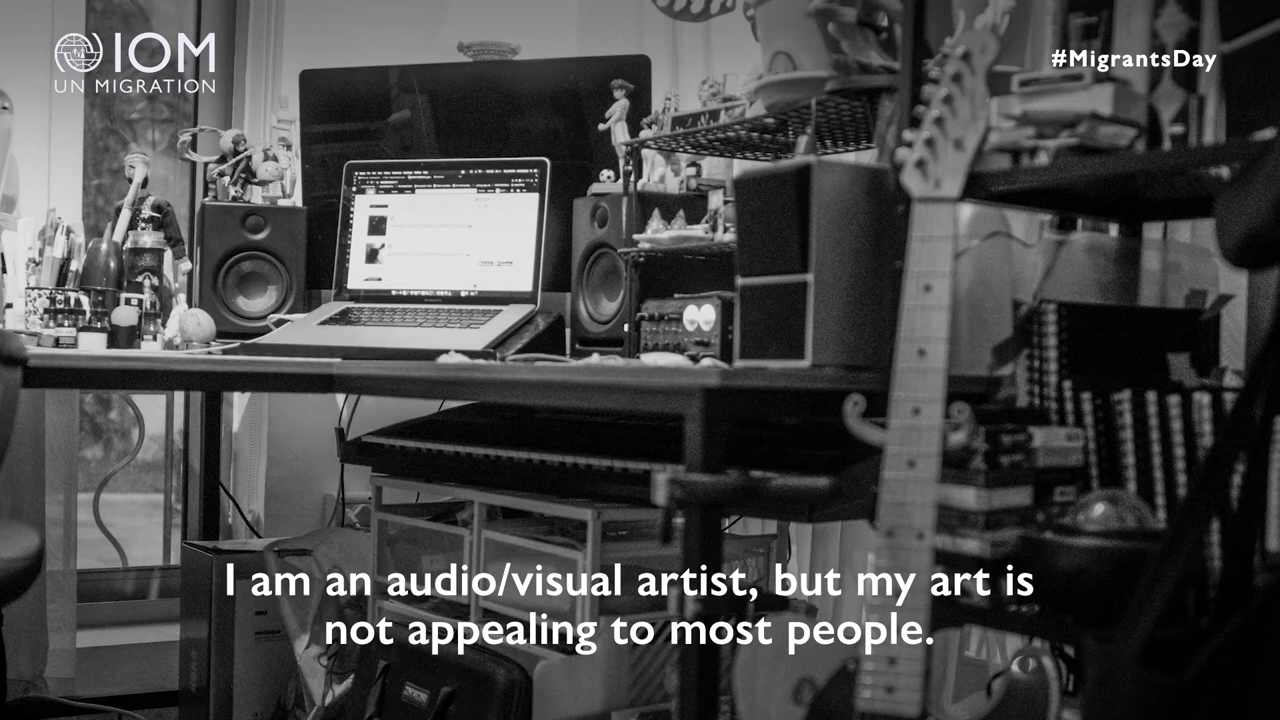 IOM
UN MIGRATION
#MigrantsDay
I am an audio/visual artist, but my art is
not appealing to most people.